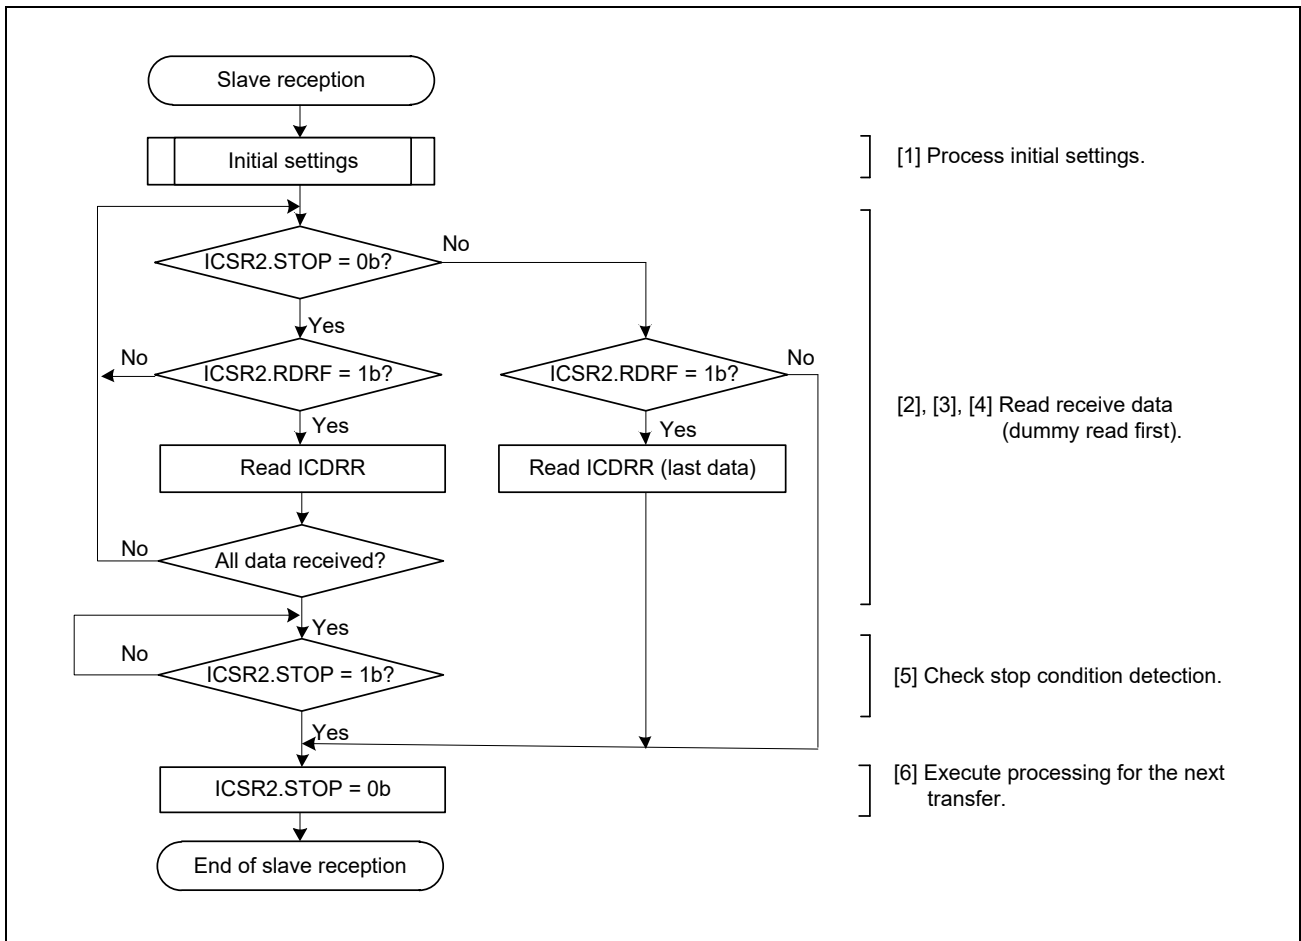 Slave reception
Initial settings
[1] Process initial settings.
ICSR2.STOP = 0b?
No
Yes
No
ICSR2.RDRF = 1b?
ICSR2.RDRF = 1b?
No
Yes
Yes
[2], [3], [4] Read receive data
(dummy read first).
Read ICDRR
Read ICDRR (last data)
No
All data received?
Yes
No
ICSR2.STOP = 1b?
[5] Check stop condition detection.
Yes
ICSR2.STOP = 0b
[6] Execute processing for the next
transfer.
End of slave reception